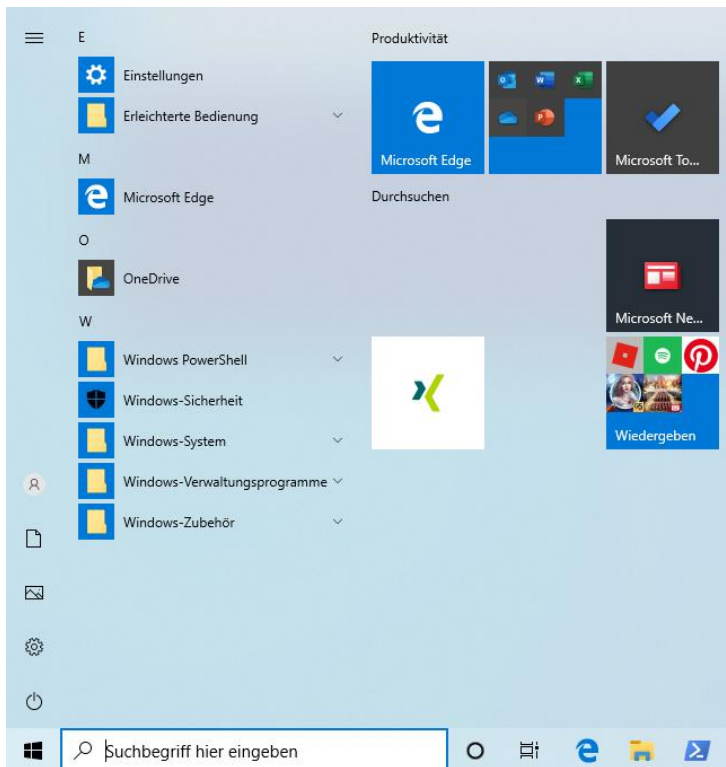 E
Einstellungen
Erleichterte Bedienung
M
Microsoft Edge
O
OneDrive
W
Windows PowerShell
Windows-Sicherheit
Windows-System
Windows-Verwaltungsprogramme
Windows-Zubehör
Produktivität
Microsoft Edge
Microsoft To...
Durchsuchen
Microsoft Ne...
Wiedergeben
Suchbegriff hier eingeben